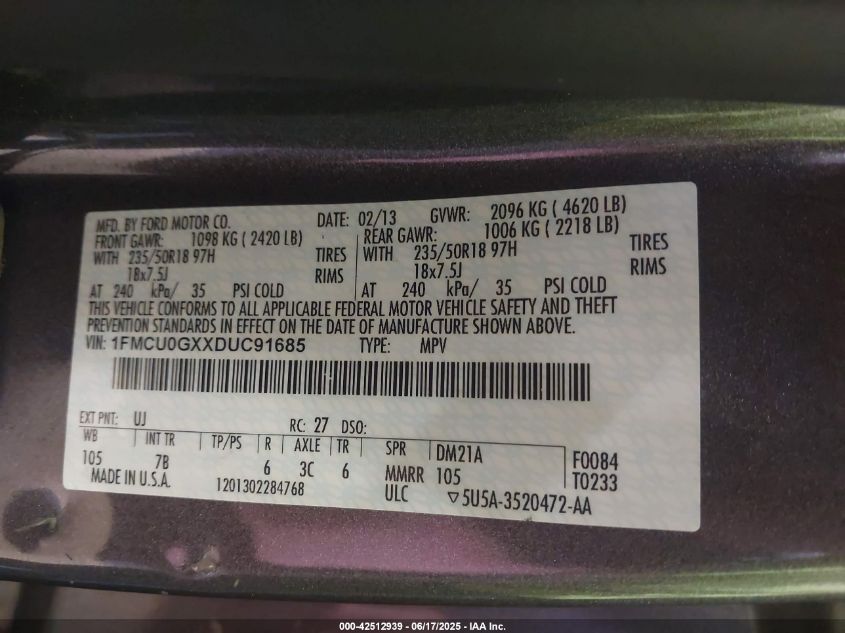 MFD. BY FORD MOTOR CO. DATE: 02/13 GVWR: 2096 KG ( 4620 LB)
FRONT GAWR: 1098 KG ( 2420 LB) REAR GAWR: 1006 KG ( 2218 LB)
WITH 235/50R18 97H TIRES WITH 235/50R18 97H TIRES
18x7.5J RIMS 18x7.5J RIMS
AT 240 kPa/ 35 PSI COLD AT 240 kPa/ 35 PSI COLD
THIS VEHICLE CONFORMS TO ALL APPLICABLE FEDERAL MOTOR VEHICLE SAFETY AND THEFT
PREVENTION STANDARDS IN EFFECT ON THE DATE OF MANUFACTURE SHOWN ABOVE.
VIN: 1FMCU0GXXDUC91685 TYPE: MPV
EXT PNT: UJ RC: 27 DSO:
WB INT TR TP/PS R AXLE TR SPR DM21A F0084
105 7B 6 3C 6 MMRR 105 T0233
MADE IN U.S.A. 1201302284768 ULC ▽5U5A-3520472-AA
000-42512939 - 06/17/2025 - IAA Inc.